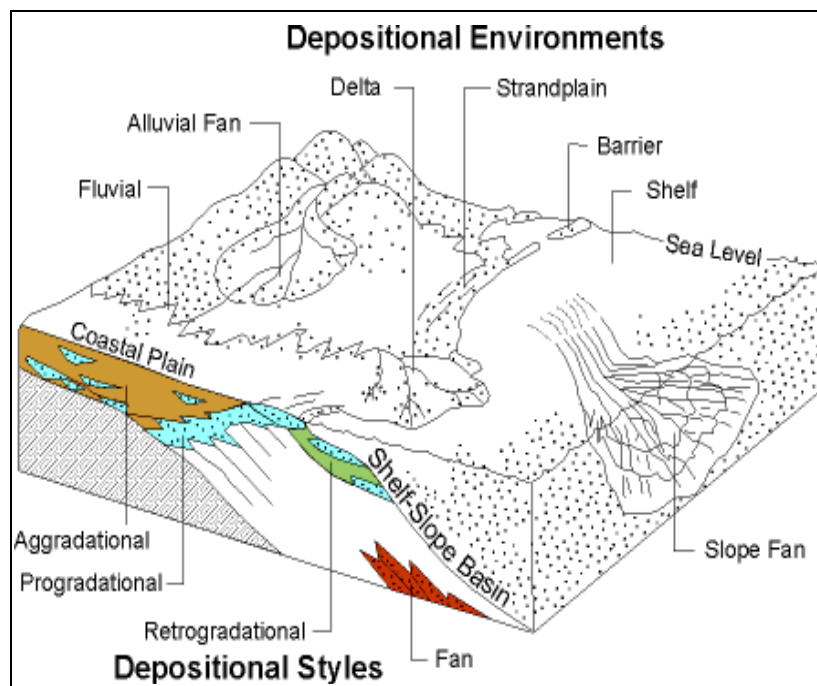 Depositional Environments
Delta
Strandplain
Alluvial Fan
Barrier
Fluvial
Shelf
Sea Level
Coastal Plain
Shelf-Slope Basin
Aggradational
Slope Fan
Progradational
Retrogradational
Fan
Depositional Styles